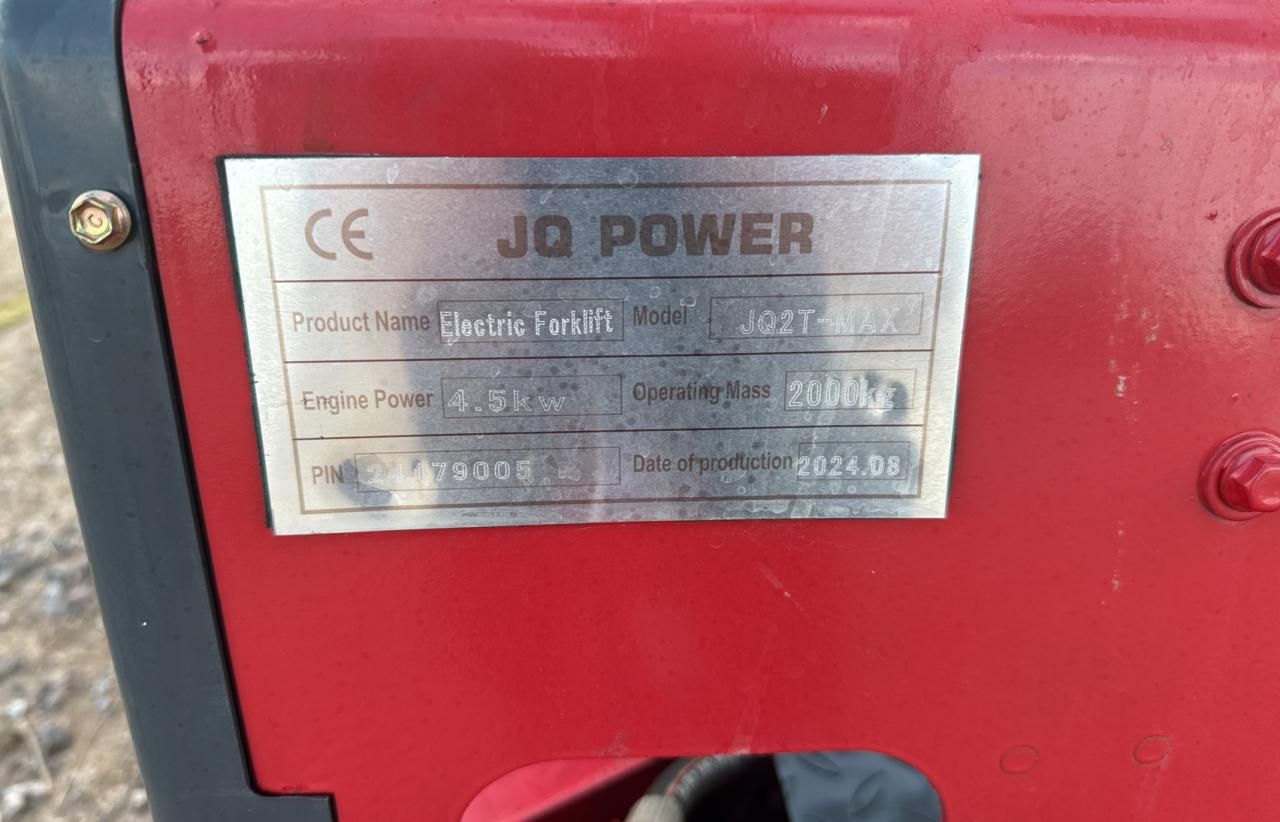 CE JQ POWER
Product Name Electric Forklift Model JQ2T-MAX
Engine Power 4.5kw Operating Mass 2000kg
PIN 24479005 Date of production 2024.08